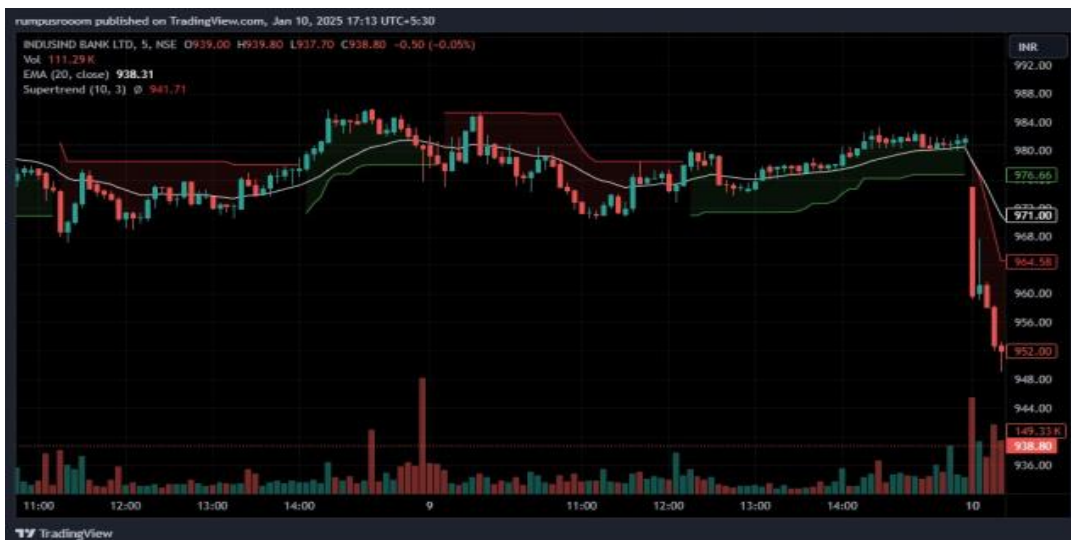 rumpusrooom published on TradingView.com, Jan 10, 2025 17:13 UTC+5:30
INDUSIND BANK LTD, 5, NSE O939.00 H939.80 L937.70 C938.80 -0.50 (-0.05%)
INR
Vol 111.29 K
EMA (20, close) 938.31
Supertrend (10, 3) ∅ 941.71
992.00
988.00
984.00
980.00
976.66
971.00
968.00
964.58
960.00
956.00
952.00
948.00
944.00
149.33 K
938.80
936.00
11:00 12:00 13:00 14:00 9 11:00 12:00 13:00 14:00 10
TradingView